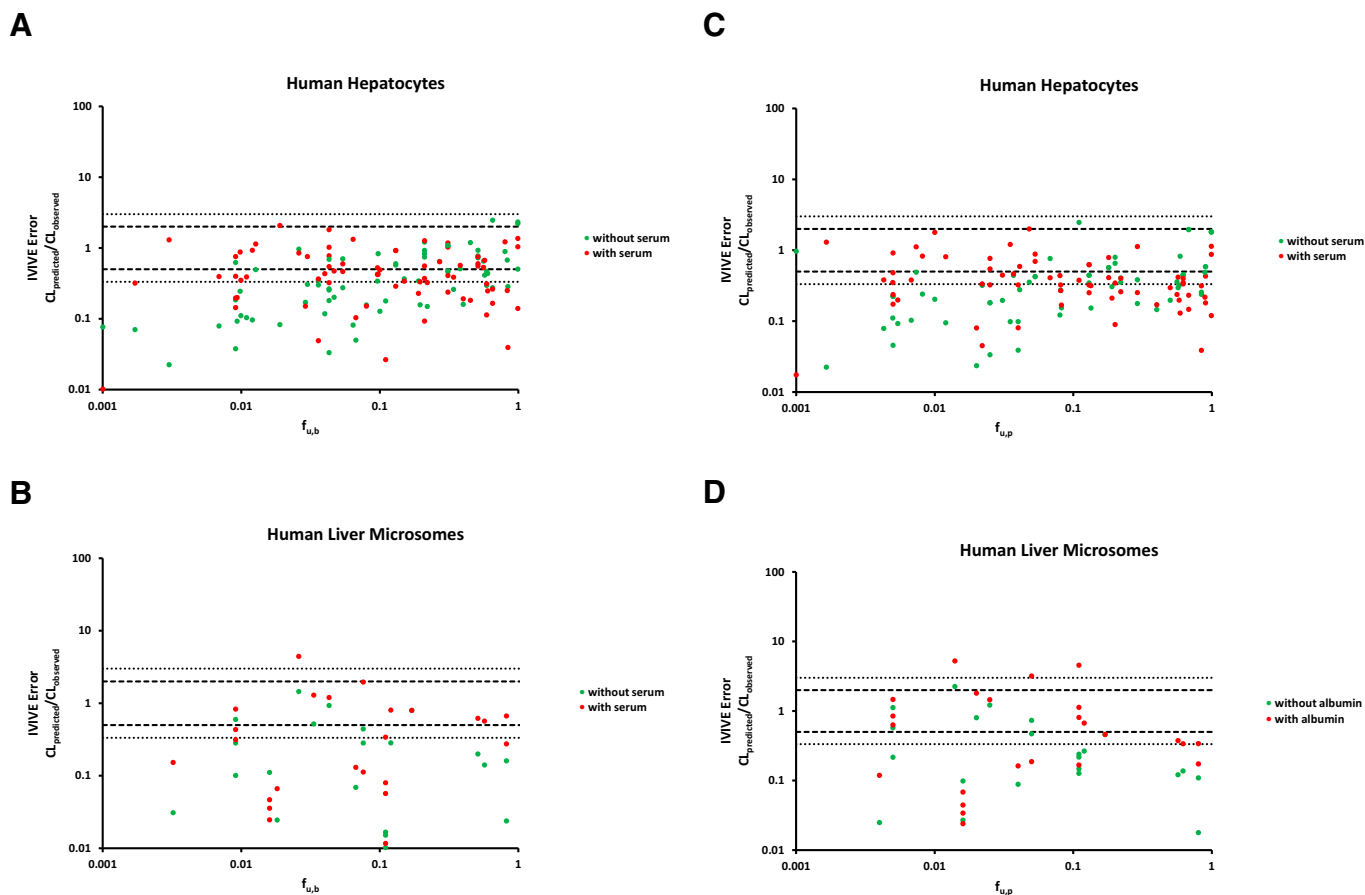 A
Human Hepatocytes
IVIVE Error
CLpredicted/CLobserved
100
10
1
0.1
0.01
0.001
0.01
0.1
1
fu,b
without serum
with serum
B
Human Liver Microsomes
IVIVE Error
CLpredicted/CLobserved
100
10
1
0.1
0.01
0.001
0.01
0.1
1
fu,b
without serum
with serum
C
Human Hepatocytes
IVIVE Error
CLpredicted/CLobserved
100
10
1
0.1
0.01
0.001
0.01
0.1
1
fu,p
without serum
with serum
D
Human Liver Microsomes
IVIVE Error
CLpredicted/CLobserved
100
10
1
0.1
0.01
0.001
0.01
0.1
1
fu,p
without albumin
with albumin